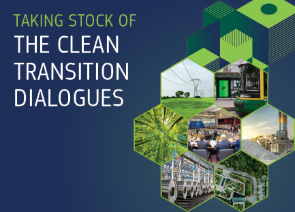 TAKING STOCK OF
THE CLEAN
TRANSITION
DIALOGUES